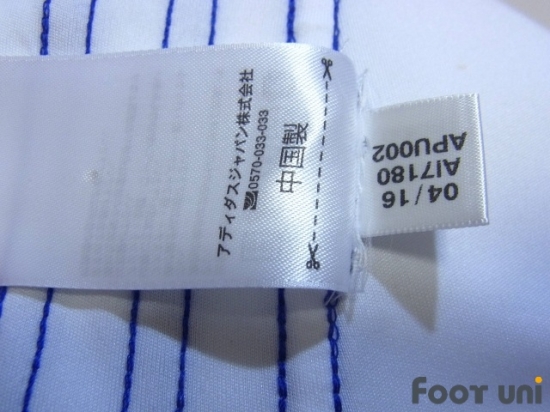 アディダスジャパン株式会社
0570-033-033
中国製
04/16
AI7180
APU002
Foot uni